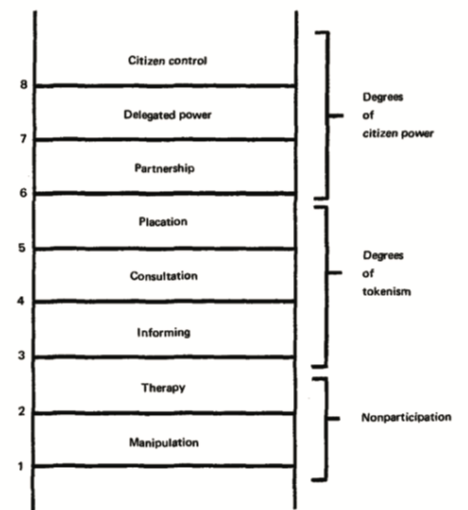 Citizen control
8
Delegated power
7
Partnership
6
Placation
5
Consultation
4
Informing
3
Therapy
2
Manipulation
1
Degrees
of
citizen power
Degrees
of
tokenism
Nonparticipation